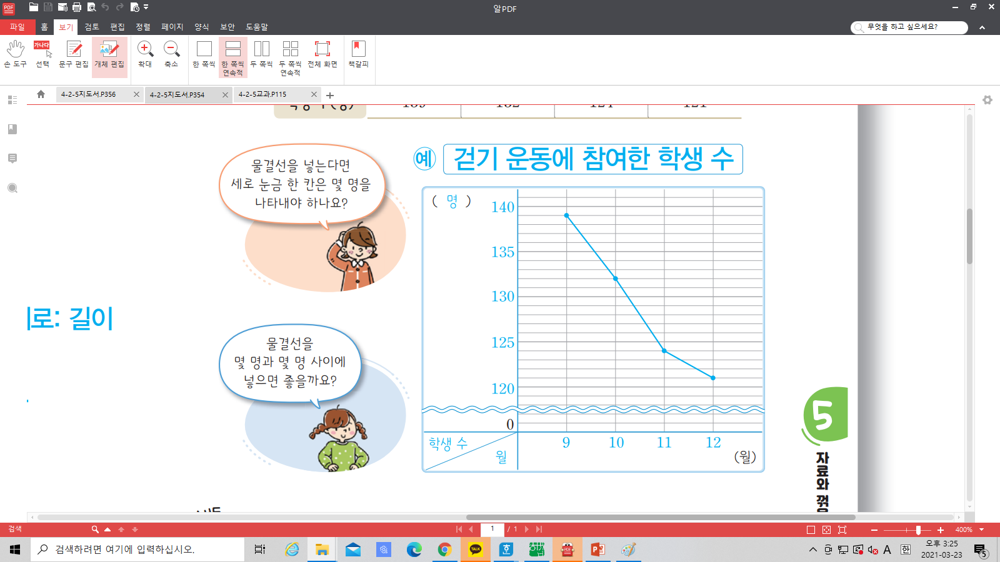 알PDF
파일 홈 보기 검토 편집 정렬 페이지 양식 보안 도움말
무엇을 하고 싶으세요?
가나다
손 도구 선택 문구 편집 개체 편집 확대 축소 한 쪽씩 한 쪽씩 연속적 두 쪽씩 두 쪽씩 연속적 전체 화면 책갈피
4-2-5지도서.P356
4-2-5지도서.P354
4-2-5교과.P115
물결선을 넣는다면
세로 눈금 한 칸은 몇 명을
나타내야 하나요?
예 걷기 운동에 참여한 학생 수
( 명 )
140
135
130
125
120
0
학생 수
월
9 10 11 12
(월)
로: 길이
물결선을
몇 명과 몇 명 사이에
넣으면 좋을까요?
5
자료와 꺾
검색
1 / 1
400%
검색하려면 여기에 입력하십시오.
TALK
PDF
A
한
오후 3:25
2021-03-23
5